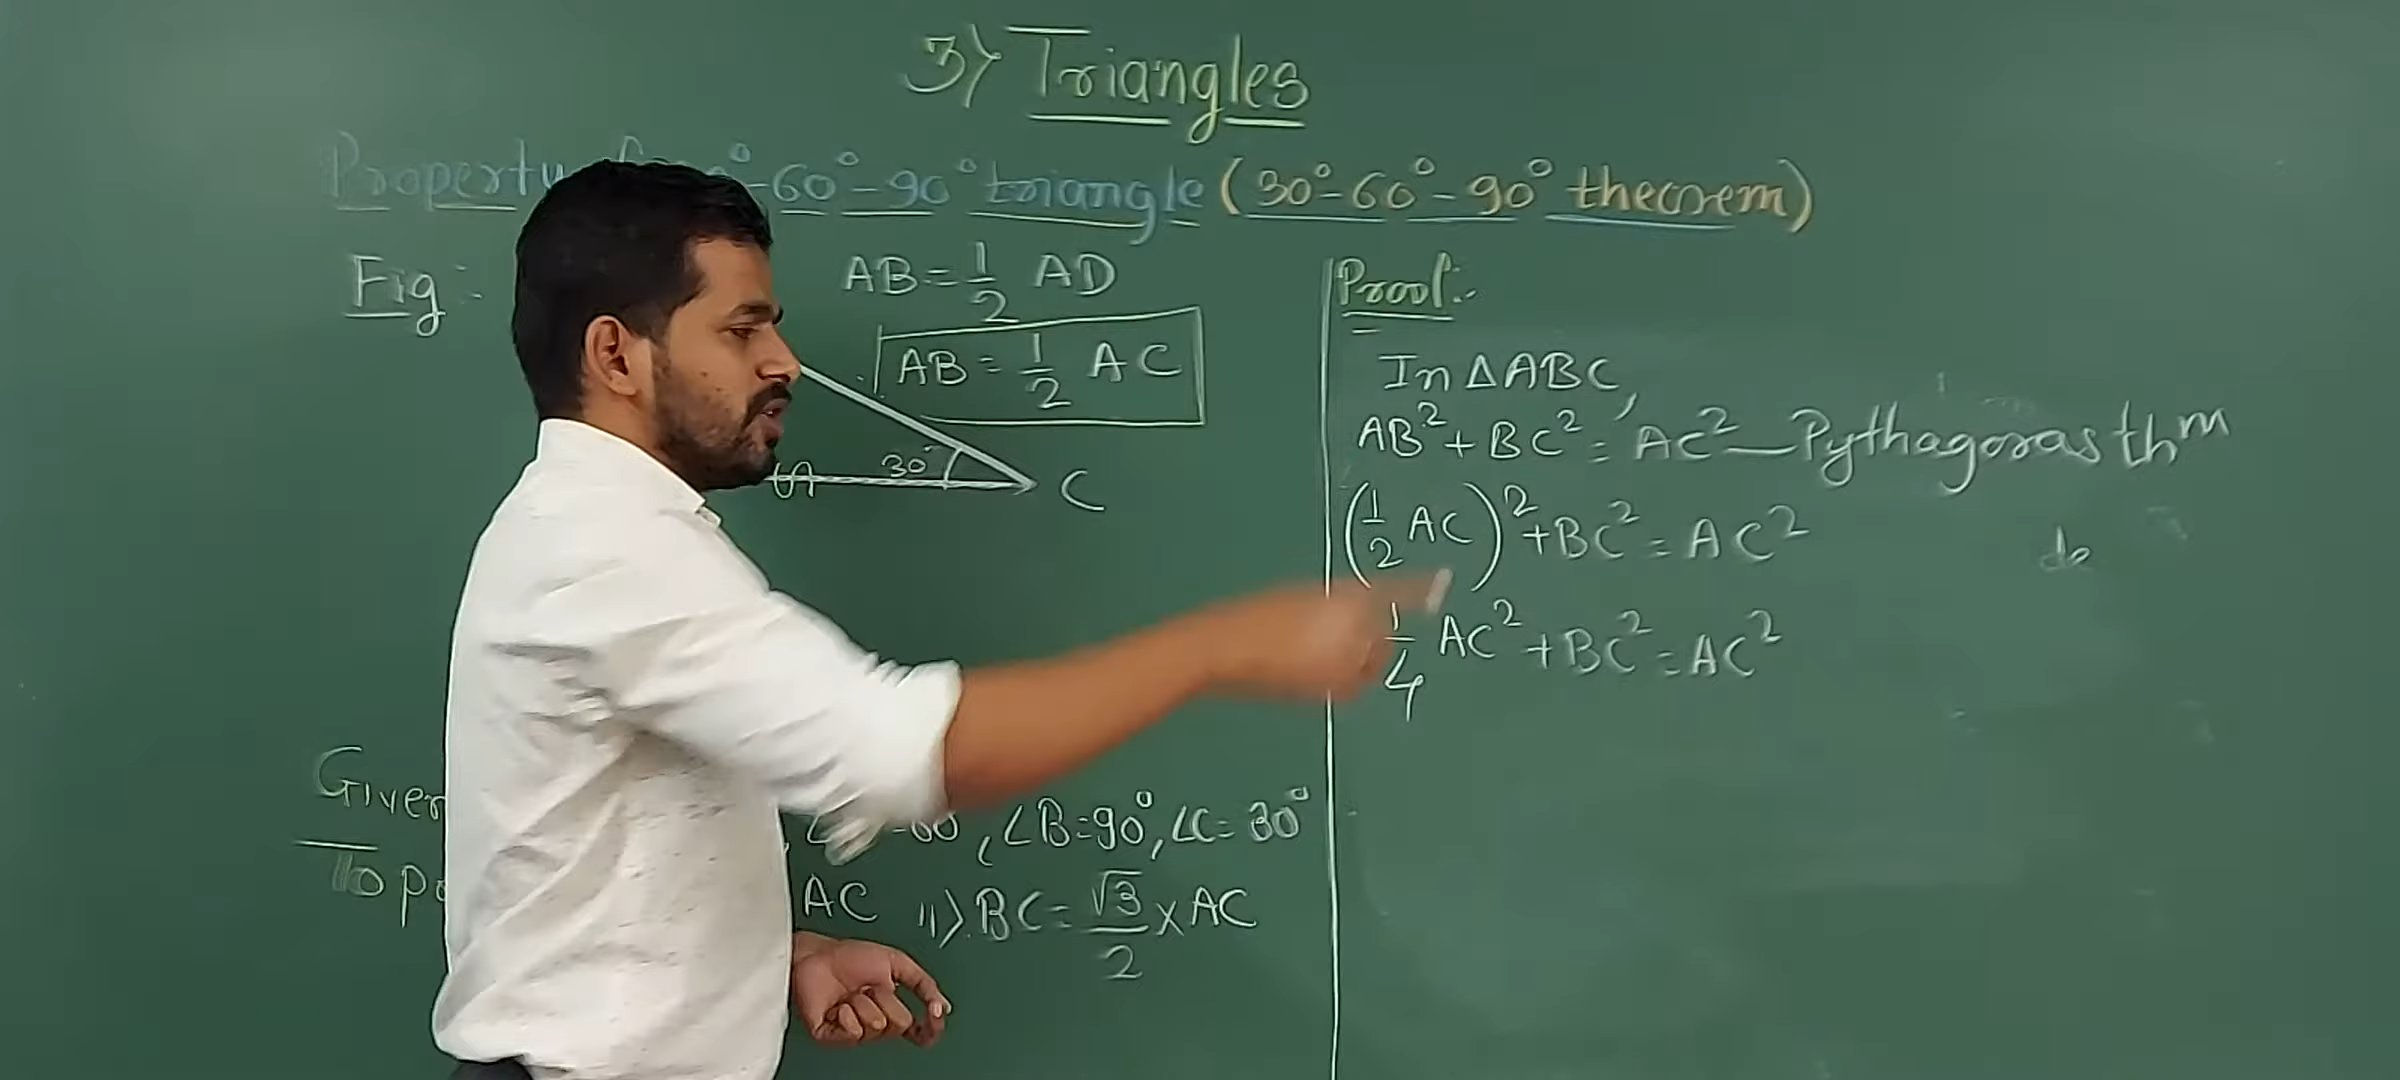 3) Triangles
Property -60°-90° triangle (30°-60°-90° theorem)
Fig:-
AB = 1/2 AD
AB = 1/2 AC
30°
C
Given ∠B=90°, ∠C=30°
To AC ii) BC = √3/2 × AC
Proof:-
In ΔABC,
AB² + BC² = AC² — Pythagoras thm
(1/2 AC)² + BC² = AC²
1/4 AC² + BC² = AC²